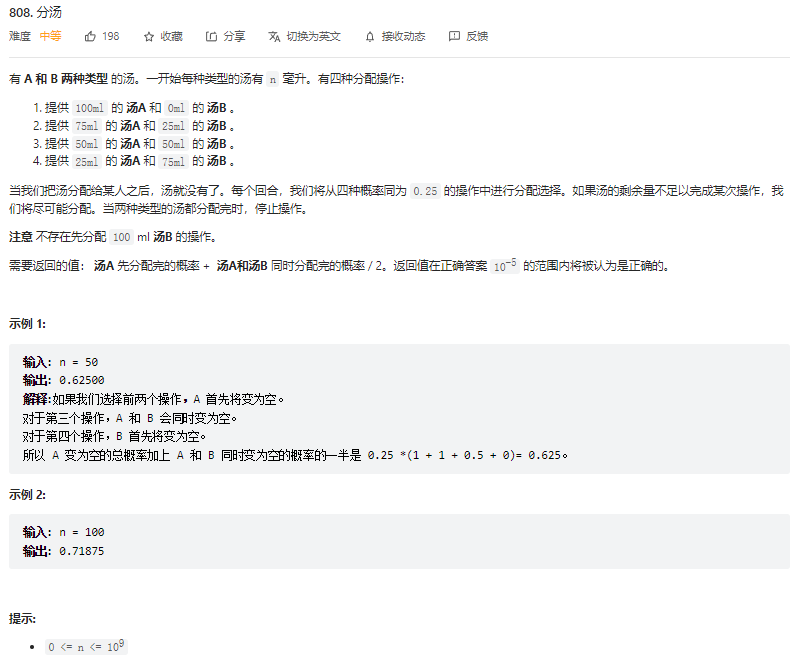 808. 分汤
难度 中等 198 收藏 分享 切换为英文 接收动态 反馈
有 A 和 B 两种类型 的汤。一开始每种类型的汤有 n 毫升。有四种分配操作:
1. 提供 100ml 的 汤A 和 0ml 的 汤B 。
2. 提供 75ml 的 汤A 和 25ml 的 汤B 。
3. 提供 50ml 的 汤A 和 50ml 的 汤B 。
4. 提供 25ml 的 汤A 和 75ml 的 汤B 。
当我们把汤分配给某人之后，汤就没有了。每个回合，我们将从四种概率同为 0.25 的操作中进行分配选择。如果汤的剩余量不足以完成某次操作，我
们将尽可能分配。当两种类型的汤都分配完时，停止操作。
注意 不存在先分配 100 ml 汤B 的操作。
需要返回的值： 汤A 先分配完的概率 + 汤A和汤B 同时分配完的概率 / 2。返回值在正确答案 10⁻⁵ 的范围内将被认为是正确的。
示例 1:
输入: n = 50
输出: 0.62500
解释:如果我们选择前两个操作，A 首先将变为空。
对于第三个操作，A 和 B 会同时变为空。
对于第四个操作，B 首先将变为空。
所以 A 变为空的总概率加上 A 和 B 同时变为空的概率的一半是 0.25 *(1 + 1 + 0.5 + 0)= 0.625。
示例 2:
输入: n = 100
输出: 0.71875
提示:
• 0 <= n <= 10⁹